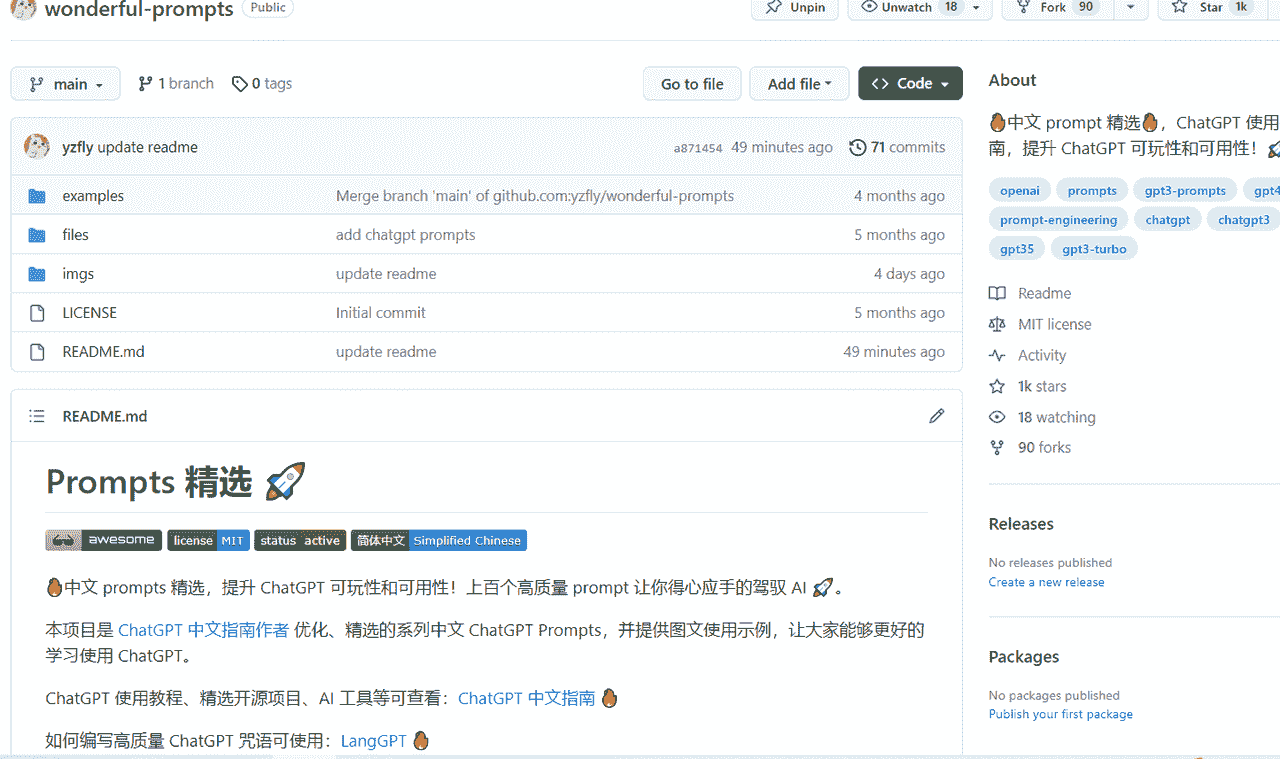 wonderful-prompts Public Unpin Unwatch 18 Fork 90 Star 1k
main 1 branch 0 tags Go to file Add file Code
yzfly update readme a871454 49 minutes ago 71 commits
examples Merge branch 'main' of github.com:yzfly/wonderful-prompts 4 months ago
files add chatgpt prompts 5 months ago
imgs update readme 4 days ago
LICENSE Initial commit 5 months ago
README.md update readme 49 minutes ago
README.md
Prompts 精选 🚀
awesome license MIT status active 简体中文 Simplified Chinese
🔥中文 prompts 精选，提升 ChatGPT 可玩性和可用性！上百个高质量 prompt 让你得心应手的驾驭 AI 🚀。
本项目是 ChatGPT 中文指南作者 优化、精选的系列中文 ChatGPT Prompts，并提供图文使用示例，让大家能够更好的
学习使用 ChatGPT。
ChatGPT 使用教程、精选开源项目、AI 工具等可查看：ChatGPT 中文指南 🔥
如何编写高质量 ChatGPT 咒语可使用：LangGPT 🔥
About
🔥中文 prompt 精选🔥，ChatGPT 使用
南，提升 ChatGPT 可玩性和可用性！🚀
openai prompts gpt3-prompts gpt4
prompt-engineering chatgpt chatgpt3
gpt35 gpt3-turbo
Readme
MIT license
Activity
1k stars
18 watching
90 forks
Releases
No releases published
Create a new release
Packages
No packages published
Publish your first package